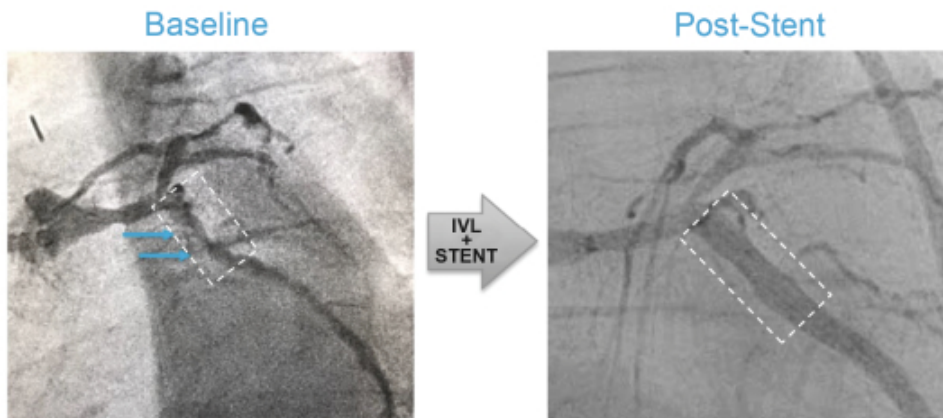 Baseline
Post-Stent
IVL
+
STENT